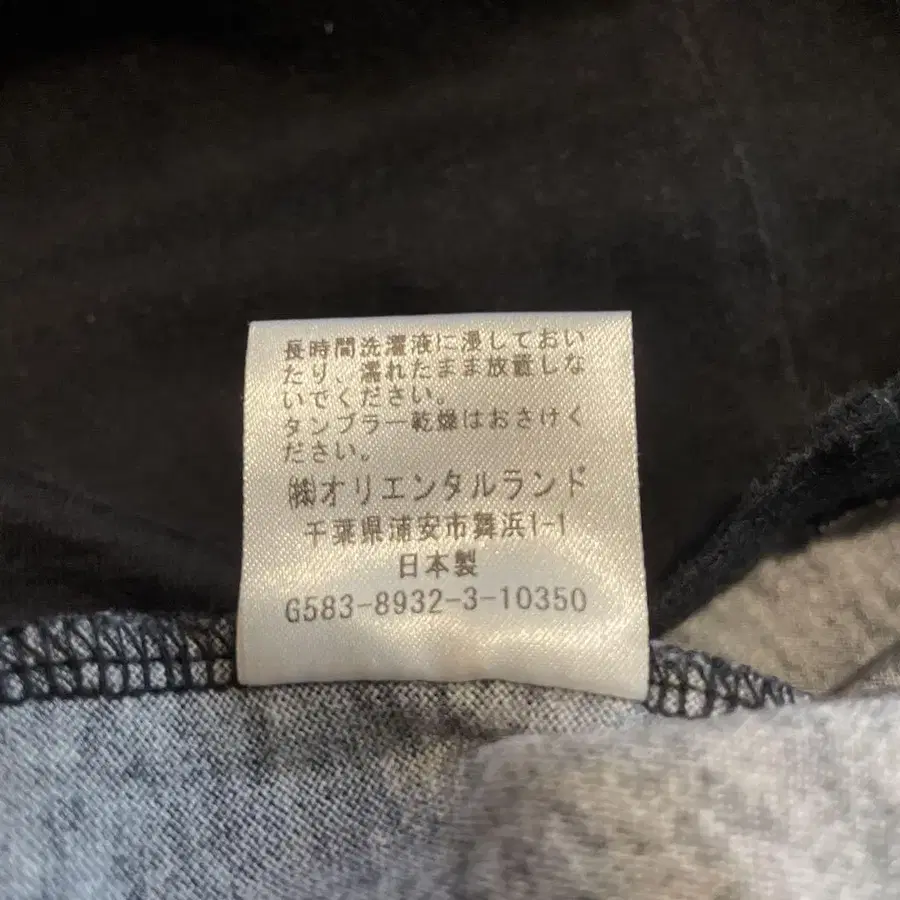 長時間洗濯液に浸しておい
たり、濡れたまま放置しな
いでください。
タンブラー乾燥はおさけく
ださい。
㈱オリエンタルランド
千葉県浦安市舞浜1-1
日本製
G583-8932-3-10350